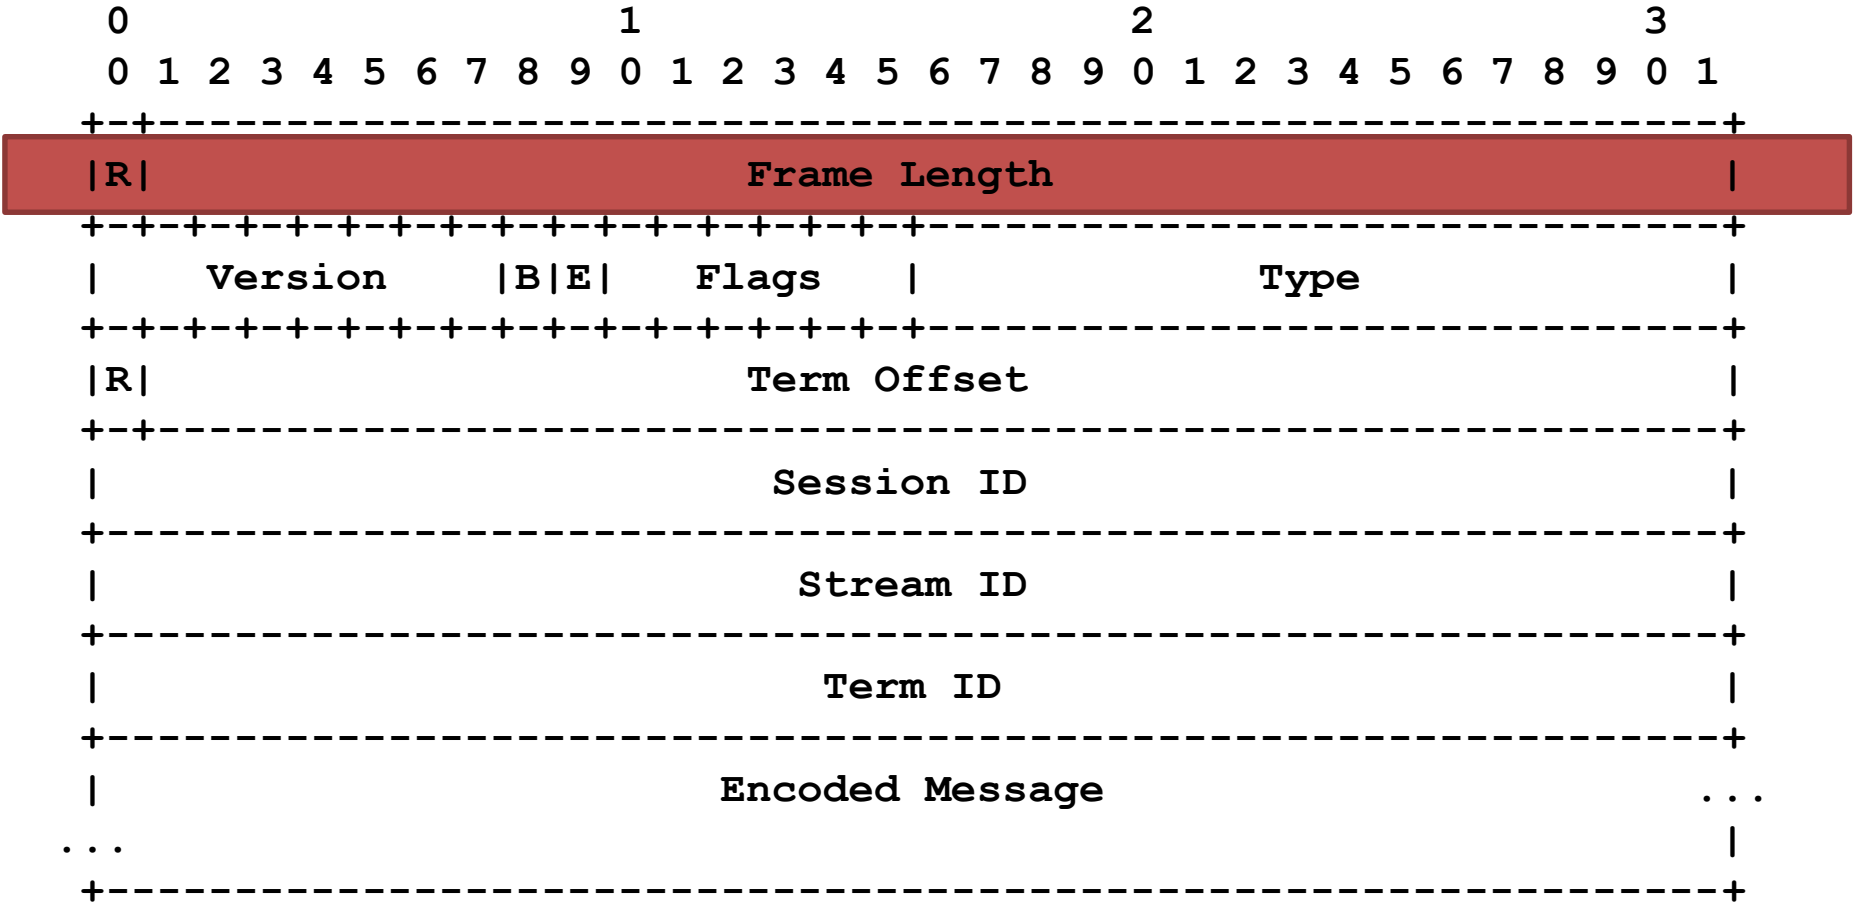 0                   1                   2                   3
 0 1 2 3 4 5 6 7 8 9 0 1 2 3 4 5 6 7 8 9 0 1 2 3 4 5 6 7 8 9 0 1
+-+-------------------------------------------------------------+
|R|                       Frame Length                          |
+-+-+-+-+-+-+-+-+-+-+-+-+-+-+-+-+-------------------------------+
|    Version    |B|E|   Flags   |             Type              |
+-+-+-+-+-+-+-+-+-+-+-+-+-+-+-+-+-------------------------------+
|R|                       Term Offset                           |
+-+-------------------------------------------------------------+
|                          Session ID                           |
+---------------------------------------------------------------+
|                           Stream ID                           |
+---------------------------------------------------------------+
|                            Term ID                            |
+---------------------------------------------------------------+
|                        Encoded Message                       ...
...                                                             |
+---------------------------------------------------------------+